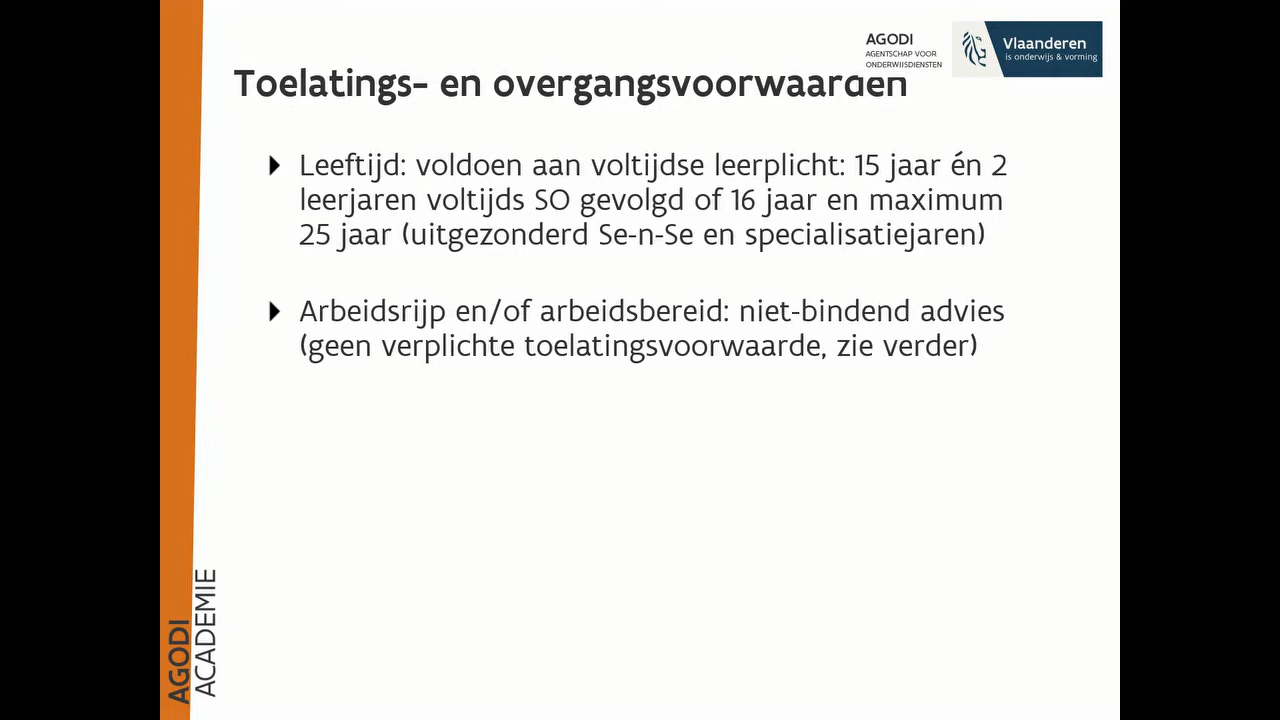 AGODI
AGENTSCHAP VOOR
ONDERWIJSDIENSTEN
Vlaanderen
is onderwijs & vorming
Toelatings- en overgangsvoorwaarden
Leeftijd: voldoen aan voltijdse leerplicht: 15 jaar én 2
leerjaren voltijds SO gevolgd of 16 jaar en maximum
25 jaar (uitgezonderd Se-n-Se en specialisatiejaren)
Arbeidsrijp en/of arbeidsbereid: niet-bindend advies
(geen verplichte toelatingsvoorwaarde, zie verder)
AGODI
ACADEMIE